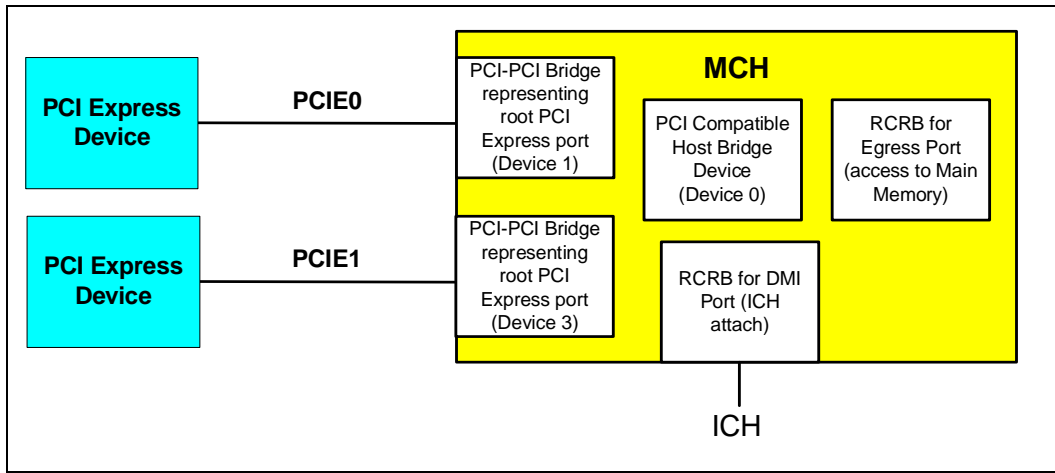 PCI Express
Device
PCIE0
PCI-PCI Bridge
representing
root PCI
Express port
(Device 1)
MCH
PCI Compatible
Host Bridge
Device
(Device 0)
RCRB for
Egress Port
(access to Main
Memory)
PCI Express
Device
PCIE1
PCI-PCI Bridge
representing
root PCI
Express port
(Device 3)
RCRB for DMI
Port (ICH
attach)
ICH